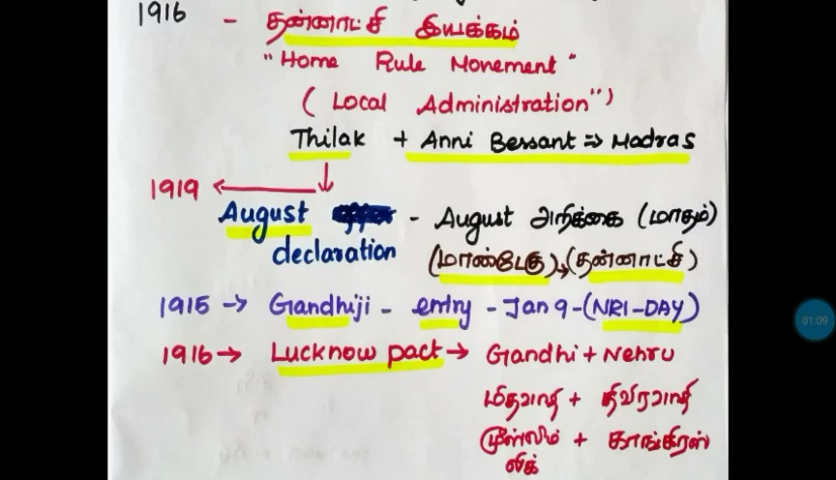 1916 - தன்னாட்சி இயக்கம்
"Home Rule Movement"
( Local Administration")
Thilak + Anni Bessant => Madras
1919
August - August அறிக்கை (மாதம்)
declaration (மாண்டேகு) (தன்னாட்சி)
1915 → Gandhiji - entry - Jan 9 - (NRI-DAY)
1916 → Lucknow pact → Gandhi + Nehru
மிதவாதி + தீவிரவாதி
முஸ்லிம் + காங்கிரஸ்
லீக்
01:09